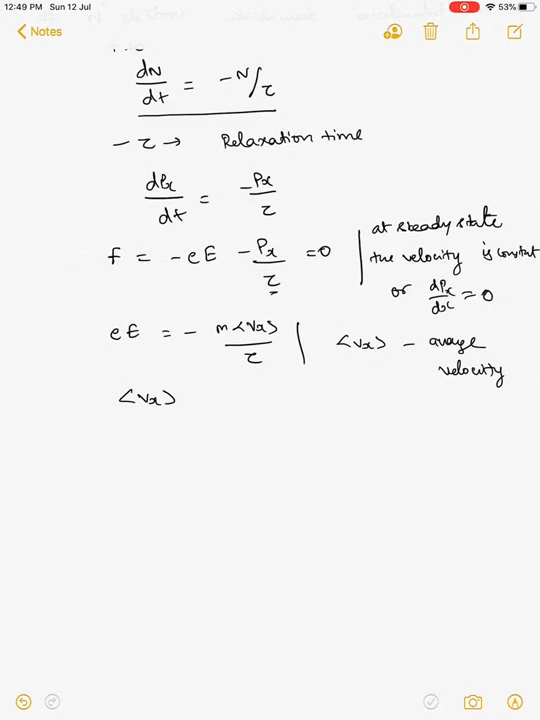 12:49 PM Sun 12 Jul 53%
Notes
dN/dt = -N/τ
- τ → Relaxation time
dPx/dt = -Px/τ
f = -eE -Px/τ = 0 | at steady state
the velocity is constant
or dPx/dx = 0
eE = - m<vx>/τ | <vx> - average
velocity
<vx>